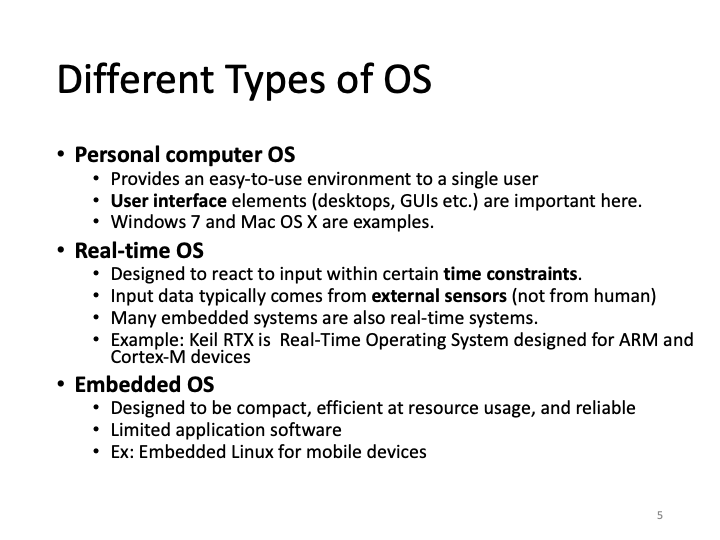 Different Types of OS
• Personal computer OS
• Provides an easy-to-use environment to a single user
• User interface elements (desktops, GUIs etc.) are important here.
• Windows 7 and Mac OS X are examples.
• Real-time OS
• Designed to react to input within certain time constraints.
• Input data typically comes from external sensors (not from human)
• Many embedded systems are also real-time systems.
• Example: Keil RTX is  Real-Time Operating System designed for ARM and
Cortex-M devices
• Embedded OS
• Designed to be compact, efficient at resource usage, and reliable
• Limited application software
• Ex: Embedded Linux for mobile devices
5